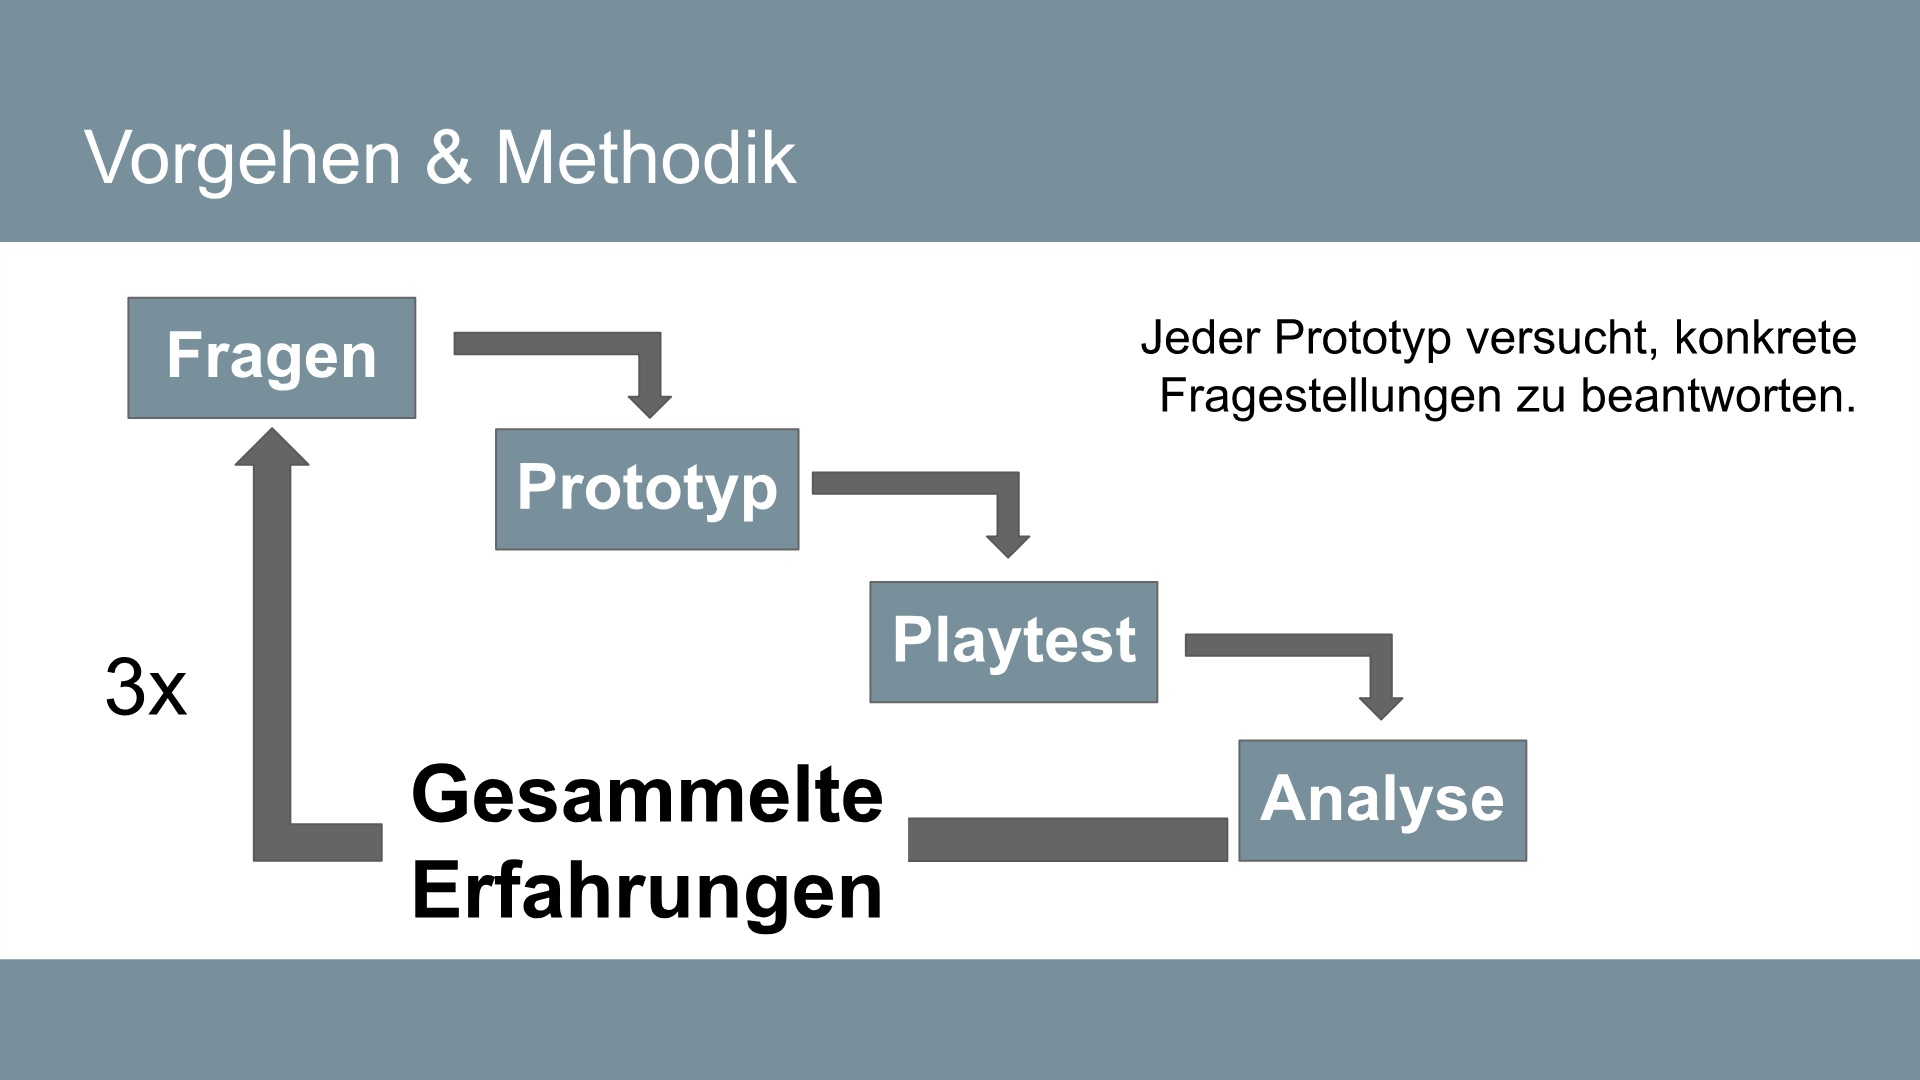 Vorgehen & Methodik
Fragen
Jeder Prototyp versucht, konkrete
Fragestellungen zu beantworten.
Prototyp
Playtest
3x
Analyse
Gesammelte
Erfahrungen